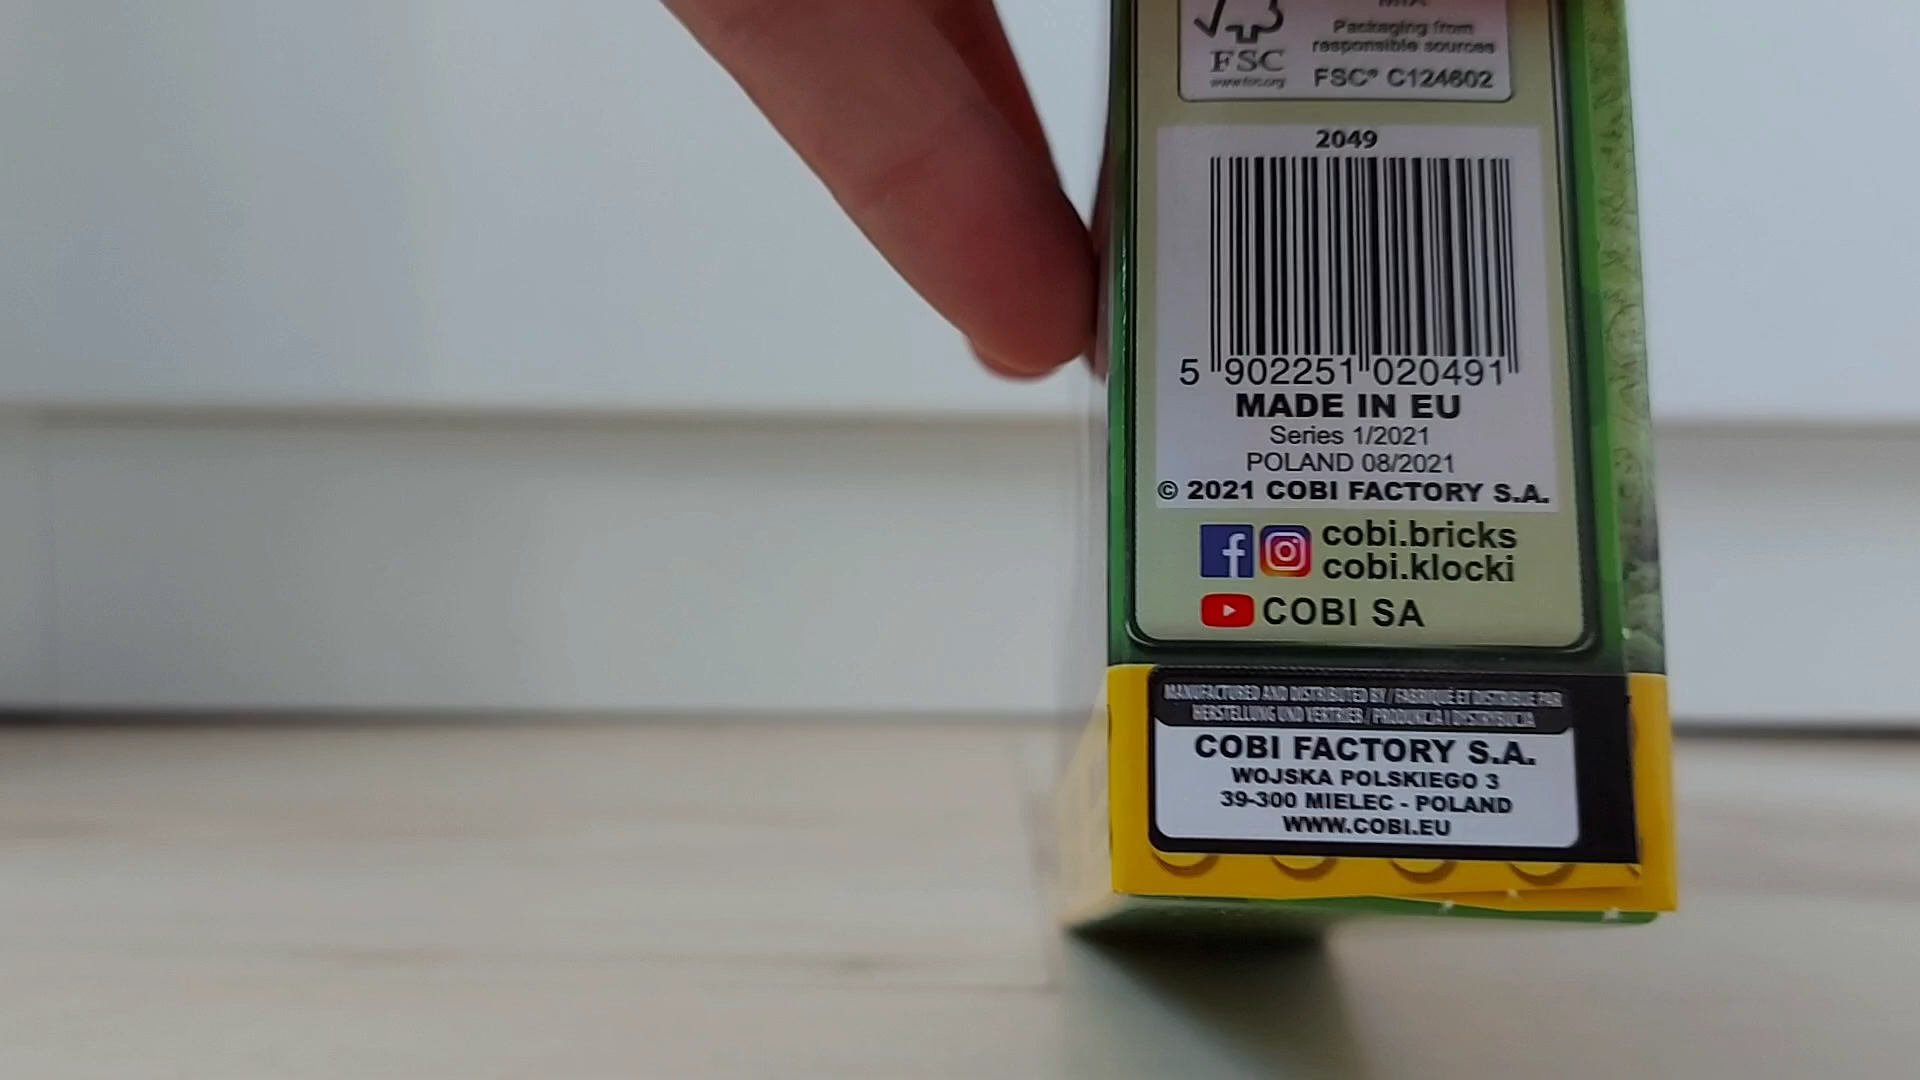 Packaging from
responsible sources
FSC
www.fsc.org
FSC® C124602
2049
5 902251 020491
MADE IN EU
Series 1/2021
POLAND 08/2021
© 2021 COBI FACTORY S.A.
cobi.bricks
cobi.klocki
COBI SA
MANUFACTURED AND DISTRIBUTED BY / FABRIQUÉ ET DISTRIBUE PAR
HERSTELLUNG UND VERTRIEB / PRODUKCJA I DYSTRYBUCJA
COBI FACTORY S.A.
WOJSKA POLSKIEGO 3
39-300 MIELEC - POLAND
WWW.COBI.EU